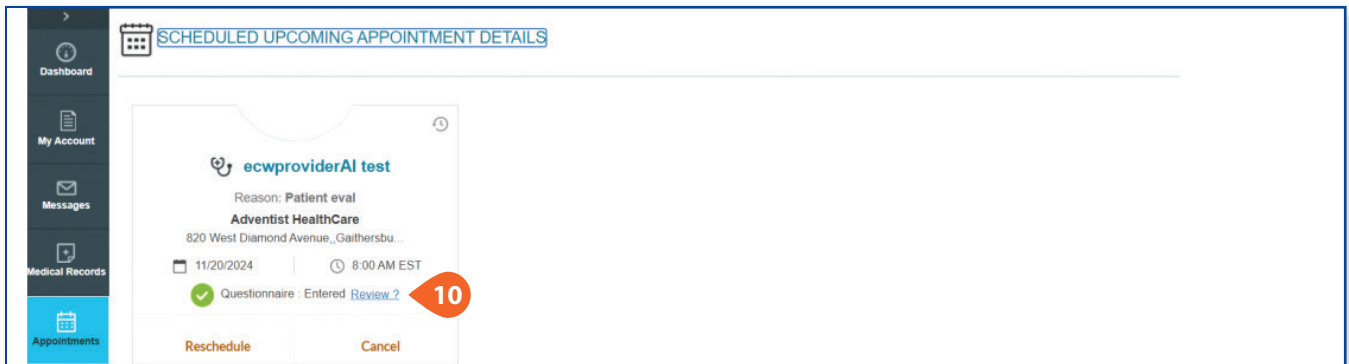 SCHEDULED UPCOMING APPOINTMENT DETAILS
Dashboard
My Account
Messages
Medical Records
Appointments
ecwproviderAI test
Reason: Patient eval
Adventist HealthCare
820 West Diamond Avenue,,Gaithersbu...
11/20/2024 8:00 AM EST
Questionnaire : Entered Review ? 10
Reschedule Cancel